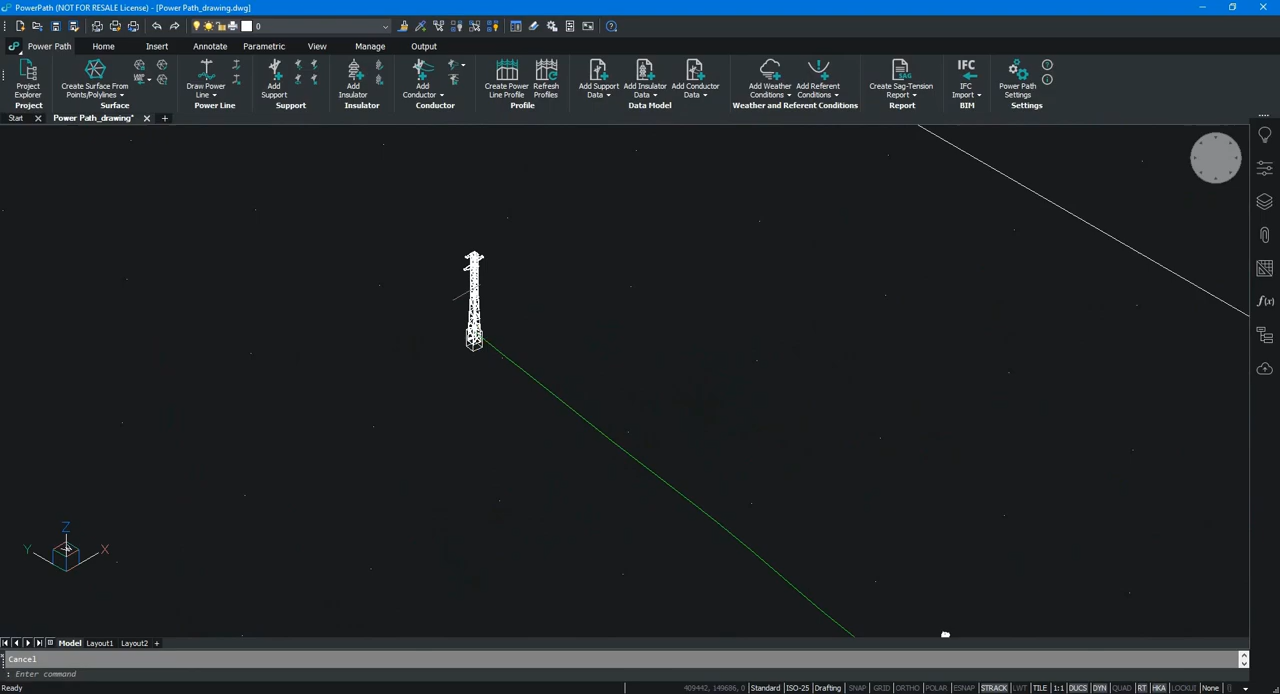 PowerPath (NOT FOR RESALE License) - [Power Path_drawing.dwg]
0
Power Path Home Insert Annotate Parametric View Manage Output
Project Explorer
Create Surface From Points/Polylines
Draw Power Line
Add Support
Add Insulator
Add Conductor
Create Power Line Profile
Refresh Profiles
Add Support Data
Add Insulator Data
Add Conductor Data
Add Weather Conditions
Add Referent Conditions
SAG
Create Sag-Tension Report
IFC
IFC Import
Power Path Settings
Project Surface Power Line Support Insulator Conductor Profile Data Model Weather and Referent Conditions Report BIM Settings
Start Power Path_drawing*
f(x)
Z
Y X
Model Layout1 Layout2
Cancel
: Enter command
Ready 409442, 149686, 0 Standard ISO-25 Drafting SNAP GRID ORTHO POLAR ESNAP STRACK LWT TILE 1:1 DUCS DYN QUAD RT HKA LOCKUI None